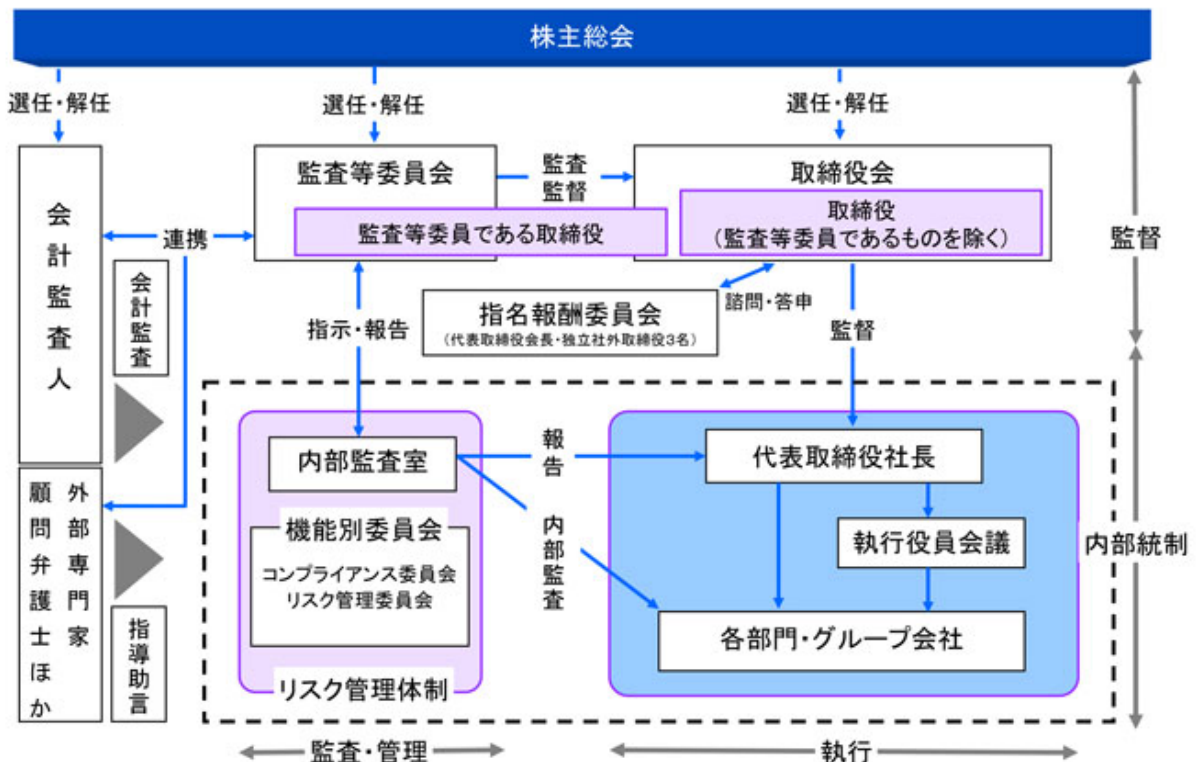 株主総会
選任・解任
選任・解任
選任・解任
会計監査人
連携
会計監査
監査等委員会
監査
監督
取締役会
監査等委員である取締役
取締役
(監査等委員であるものを除く)
監督
指示・報告
指名報酬委員会
(代表取締役会長・独立社外取締役3名)
諮問・答申
監督
内部監査室
報告
代表取締役社長
機能別委員会
コンプライアンス委員会
リスク管理委員会
内部監査
執行役員会議
内部統制
各部門・グループ会社
リスク管理体制
外部専門家
顧問弁護士ほか
指導助言
監査・管理
執行